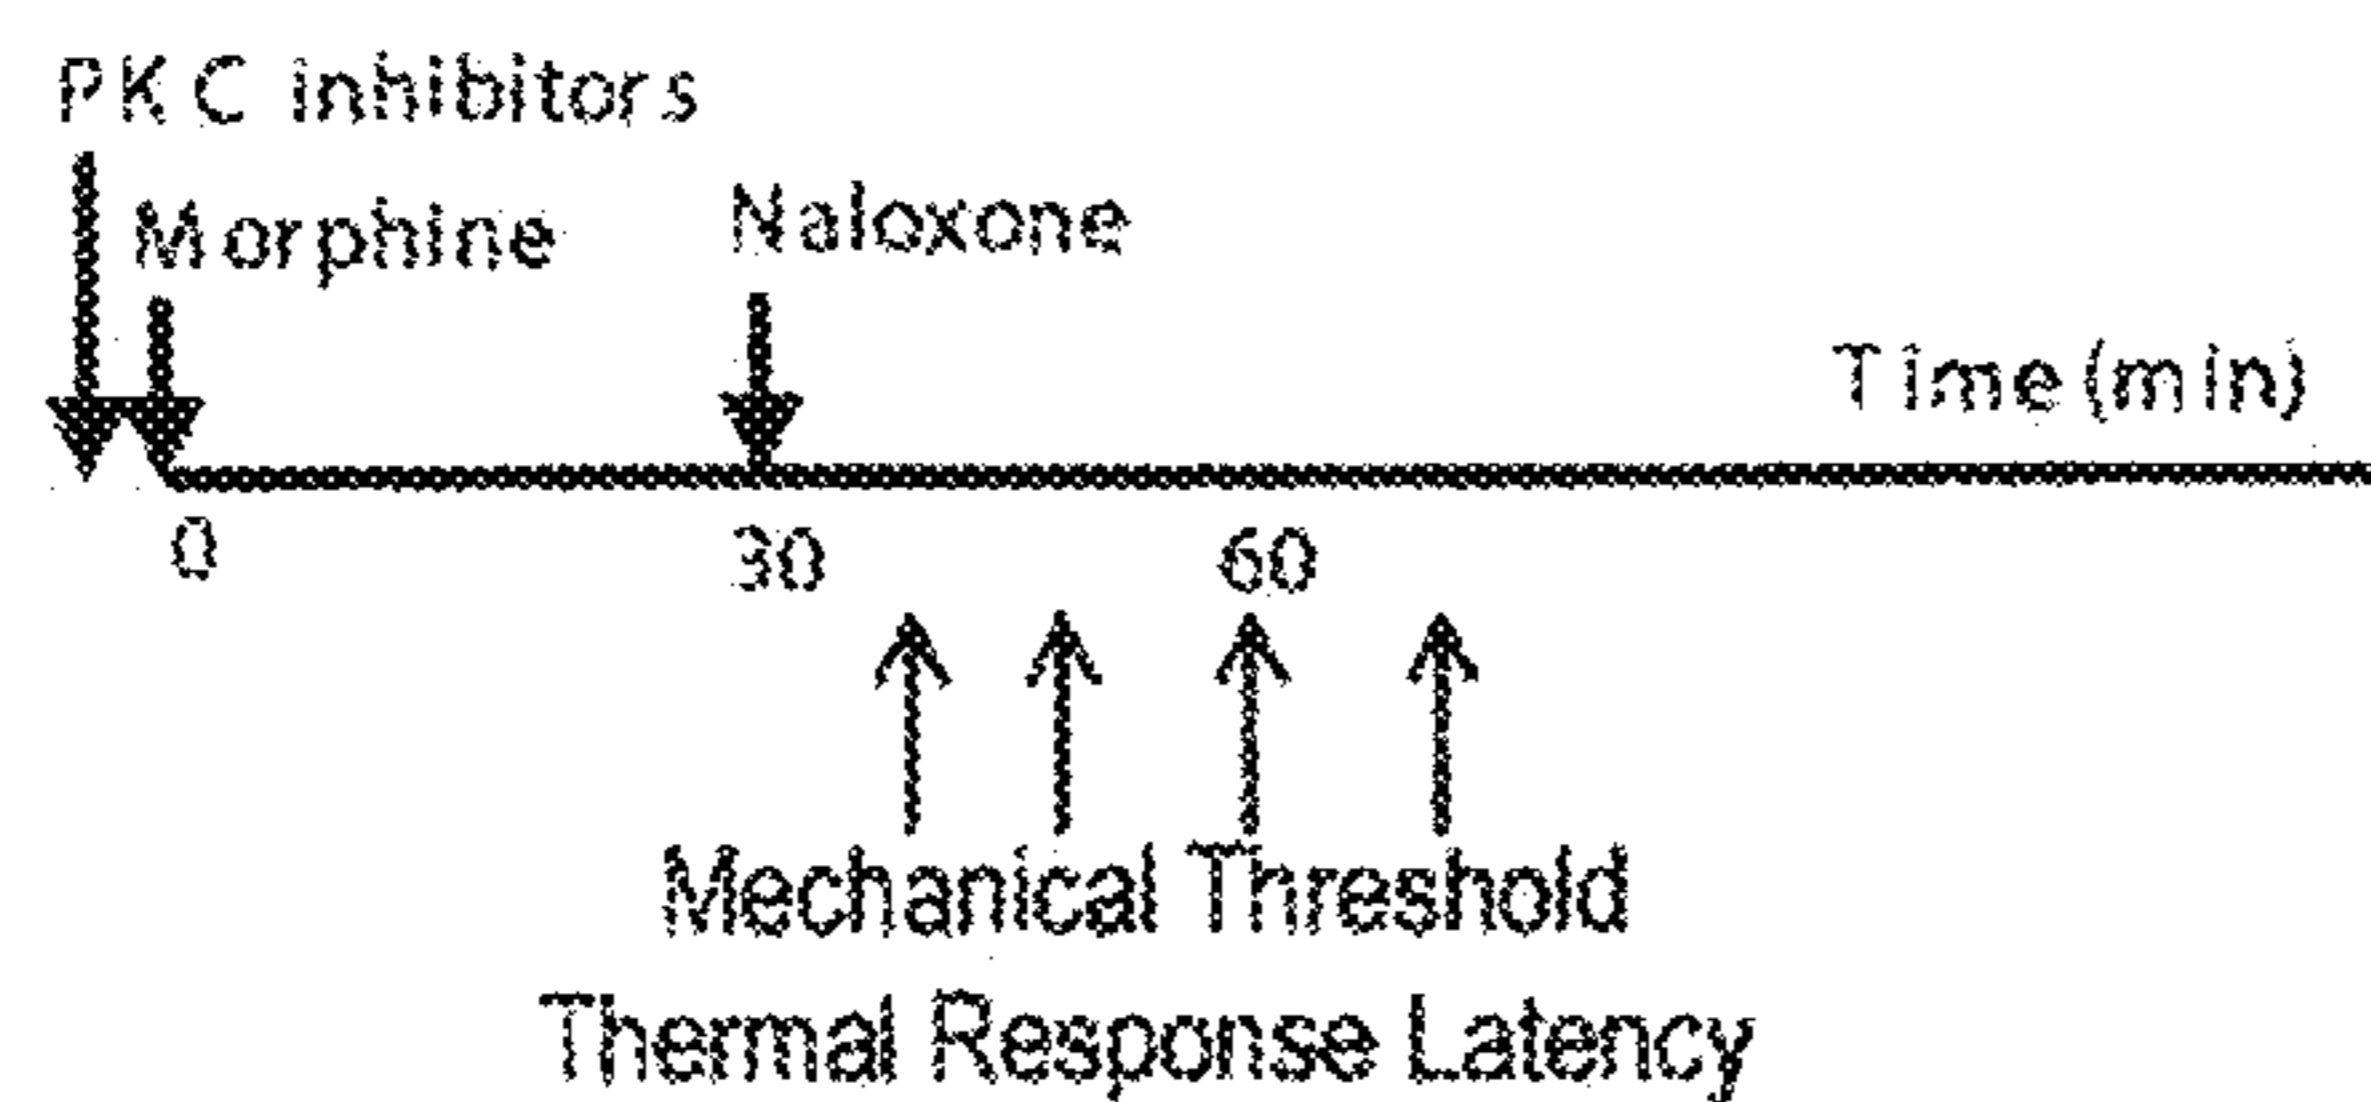 PKC inhibitors
Morphine
Naloxone
Time (min)
0 30 60
Mechanical Threshold
Thermal Response Latency